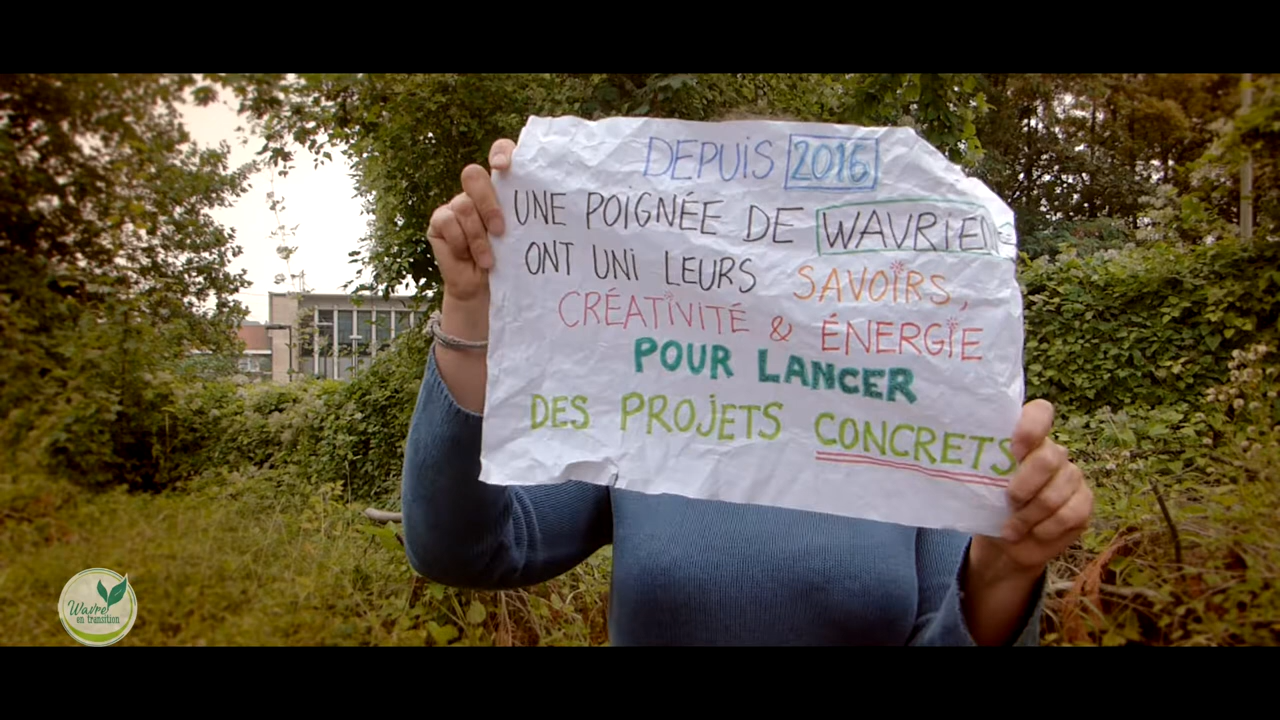 DEPUIS 2016
UNE POIGNÉE DE WAVRIENS
ONT UNI LEURS SAVOIRS,
CRÉATIVITÉ & ÉNERGIE
POUR LANCER
DES PROJETS CONCRETS
Wavre
en transition